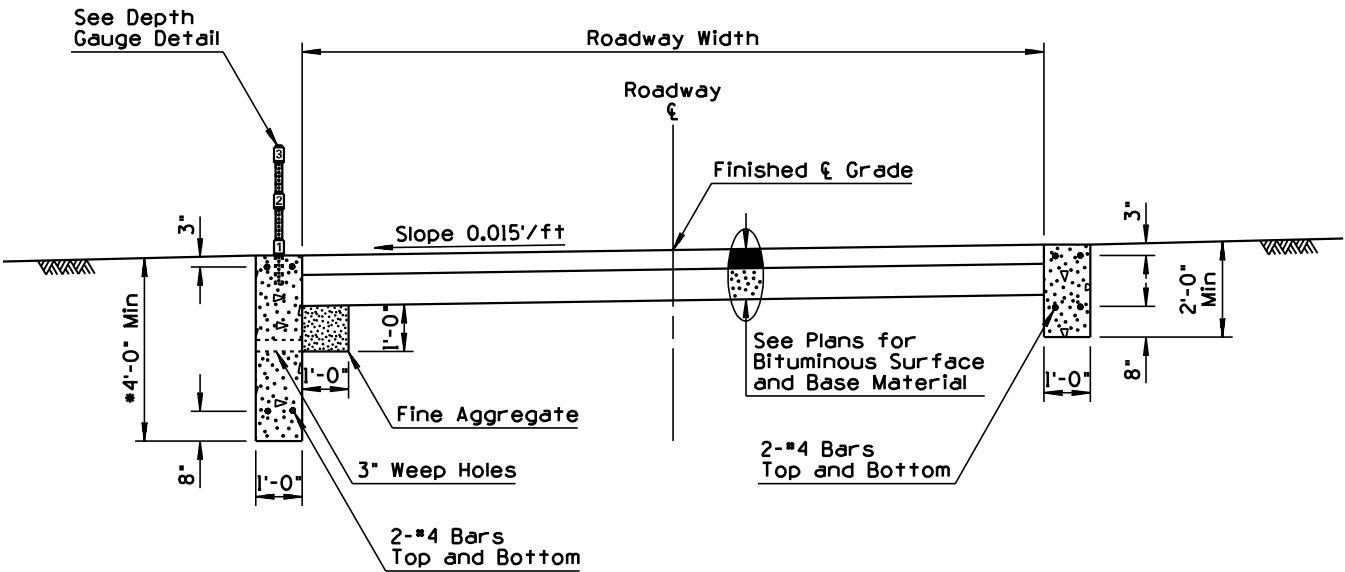 See Depth
Gauge Detail
Roadway Width
Roadway
℄
Finished ℄ Grade
3
2
1
3"
Slope 0.015'/ft
3"
*4'-0" Min
1'-0"
1'-0"
2'-0"
Min
See Plans for
Bituminous Surface
and Base Material
8"
1'-0"
Fine Aggregate
8"
1'-0"
3" Weep Holes
2-#4 Bars
Top and Bottom
2-#4 Bars
Top and Bottom